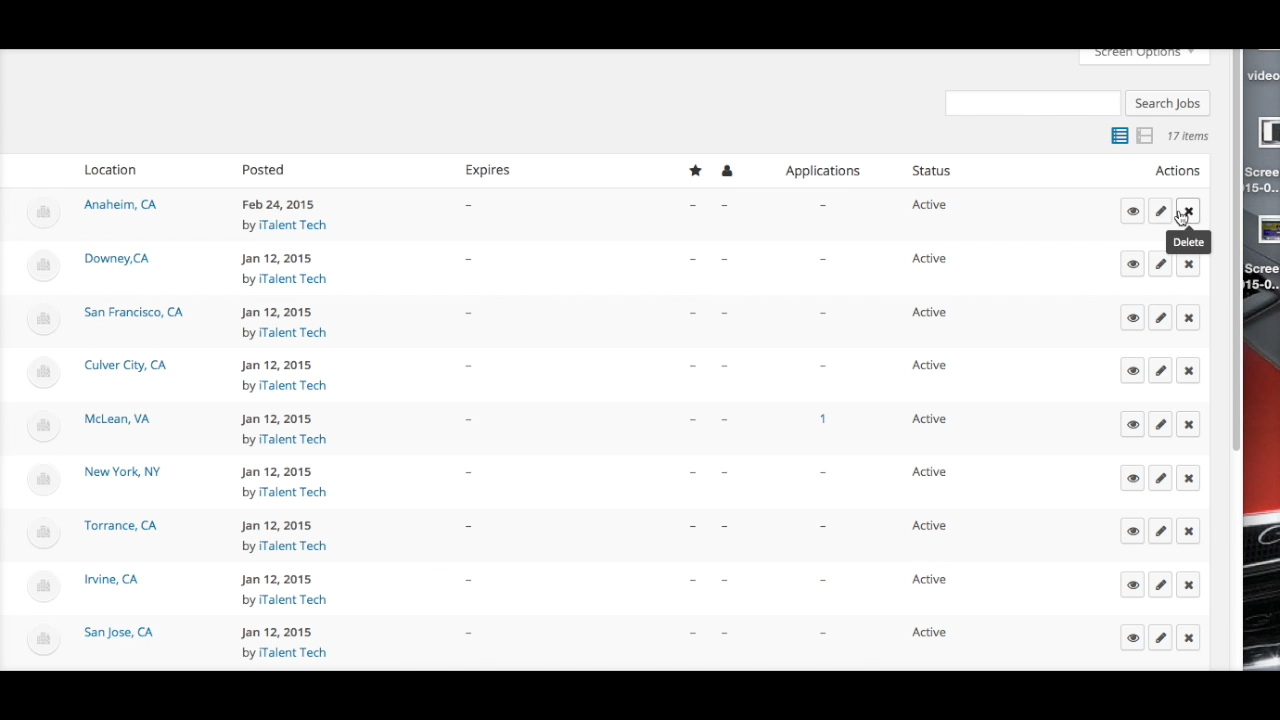 Screen Options
Search Jobs
17 items
Location Posted Expires Applications Status Actions
Anaheim, CA Feb 24, 2015 – – – – Active
by iTalent Tech
Delete
Downey,CA Jan 12, 2015 – – – – Active
by iTalent Tech
San Francisco, CA Jan 12, 2015 – – – – Active
by iTalent Tech
Culver City, CA Jan 12, 2015 – – – – Active
by iTalent Tech
McLean, VA Jan 12, 2015 – – – 1 Active
by iTalent Tech
New York, NY Jan 12, 2015 – – – – Active
by iTalent Tech
Torrance, CA Jan 12, 2015 – – – – Active
by iTalent Tech
Irvine, CA Jan 12, 2015 – – – – Active
by iTalent Tech
San Jose, CA Jan 12, 2015 – – – – Active
by iTalent Tech
video
Scree
15-0...
Scree
15-0...